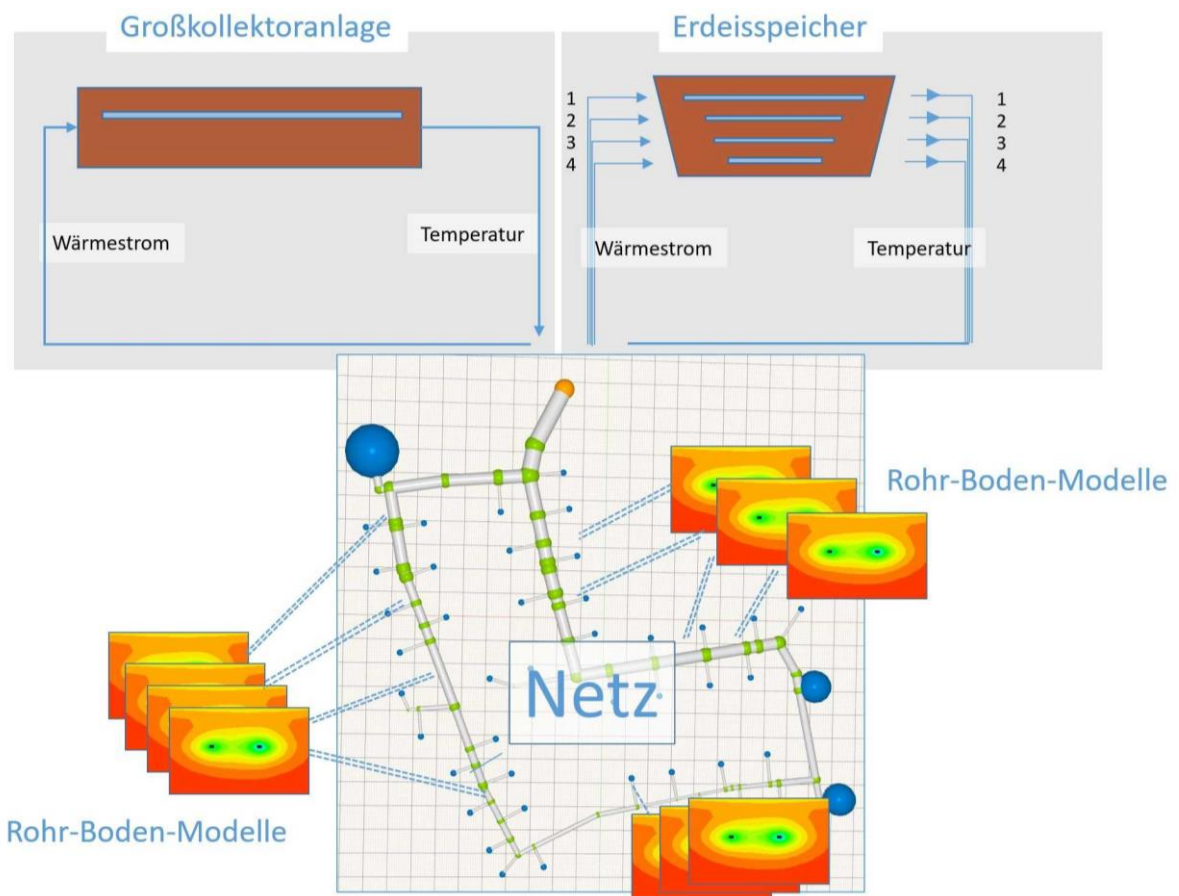 Großkollektoranlage
Erdeisspeicher
1
2
3
4
1
2
3
4
Wärmestrom
Temperatur
Wärmestrom
Temperatur
Rohr-Boden-Modelle
Netz
Rohr-Boden-Modelle